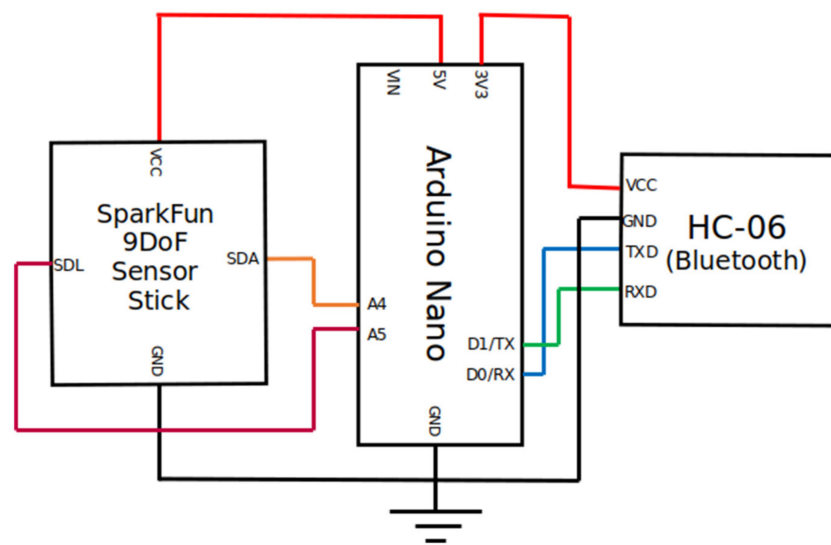 VIN
5V
3V3
VCC
SparkFun
9DoF
Sensor
Stick
SDL
SDA
GND
Arduino Nano
A4
A5
D1/TX
D0/RX
GND
VCC
GND
TXD
RXD
HC-06
(Bluetooth)